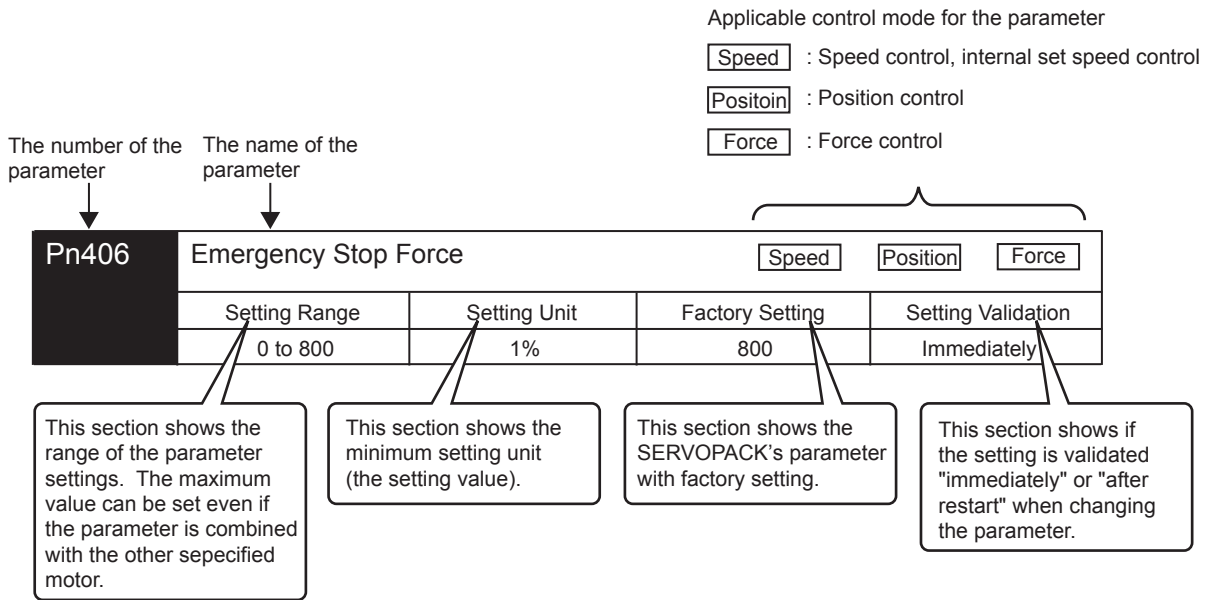 Applicable control mode for the parameter
Speed : Speed control, internal set speed control
Positoin : Position control
Force : Force control
The number of the
parameter
The name of the
parameter
Pn406
Emergency Stop Force
Speed Position Force
Setting Range Setting Unit Factory Setting Setting Validation
0 to 800 1% 800 Immediately
This section shows the
range of the parameter
settings. The maximum
value can be set even if
the parameter is combined
with the other sepecified
motor.
This section shows the
minimum setting unit
(the setting value).
This section shows the
SERVOPACK's parameter
with factory setting.
This section shows if
the setting is validated
"immediately" or "after
restart" when changing
the parameter.